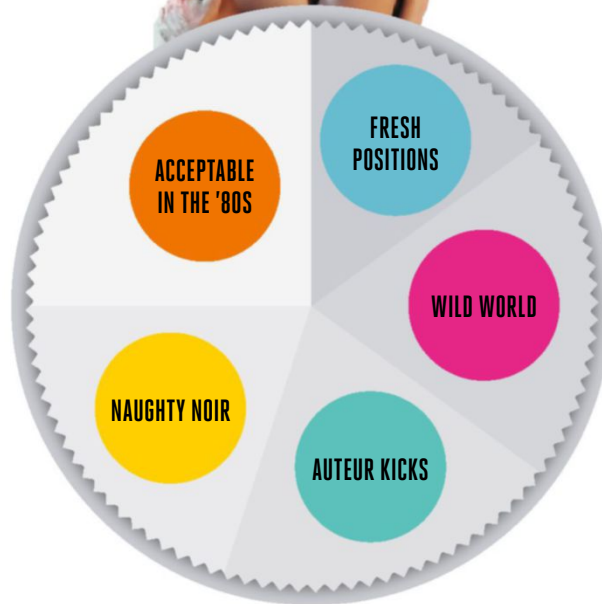 FRESH
POSITIONS
ACCEPTABLE
IN THE '80S
WILD WORLD
NAUGHTY NOIR
AUTEUR KICKS